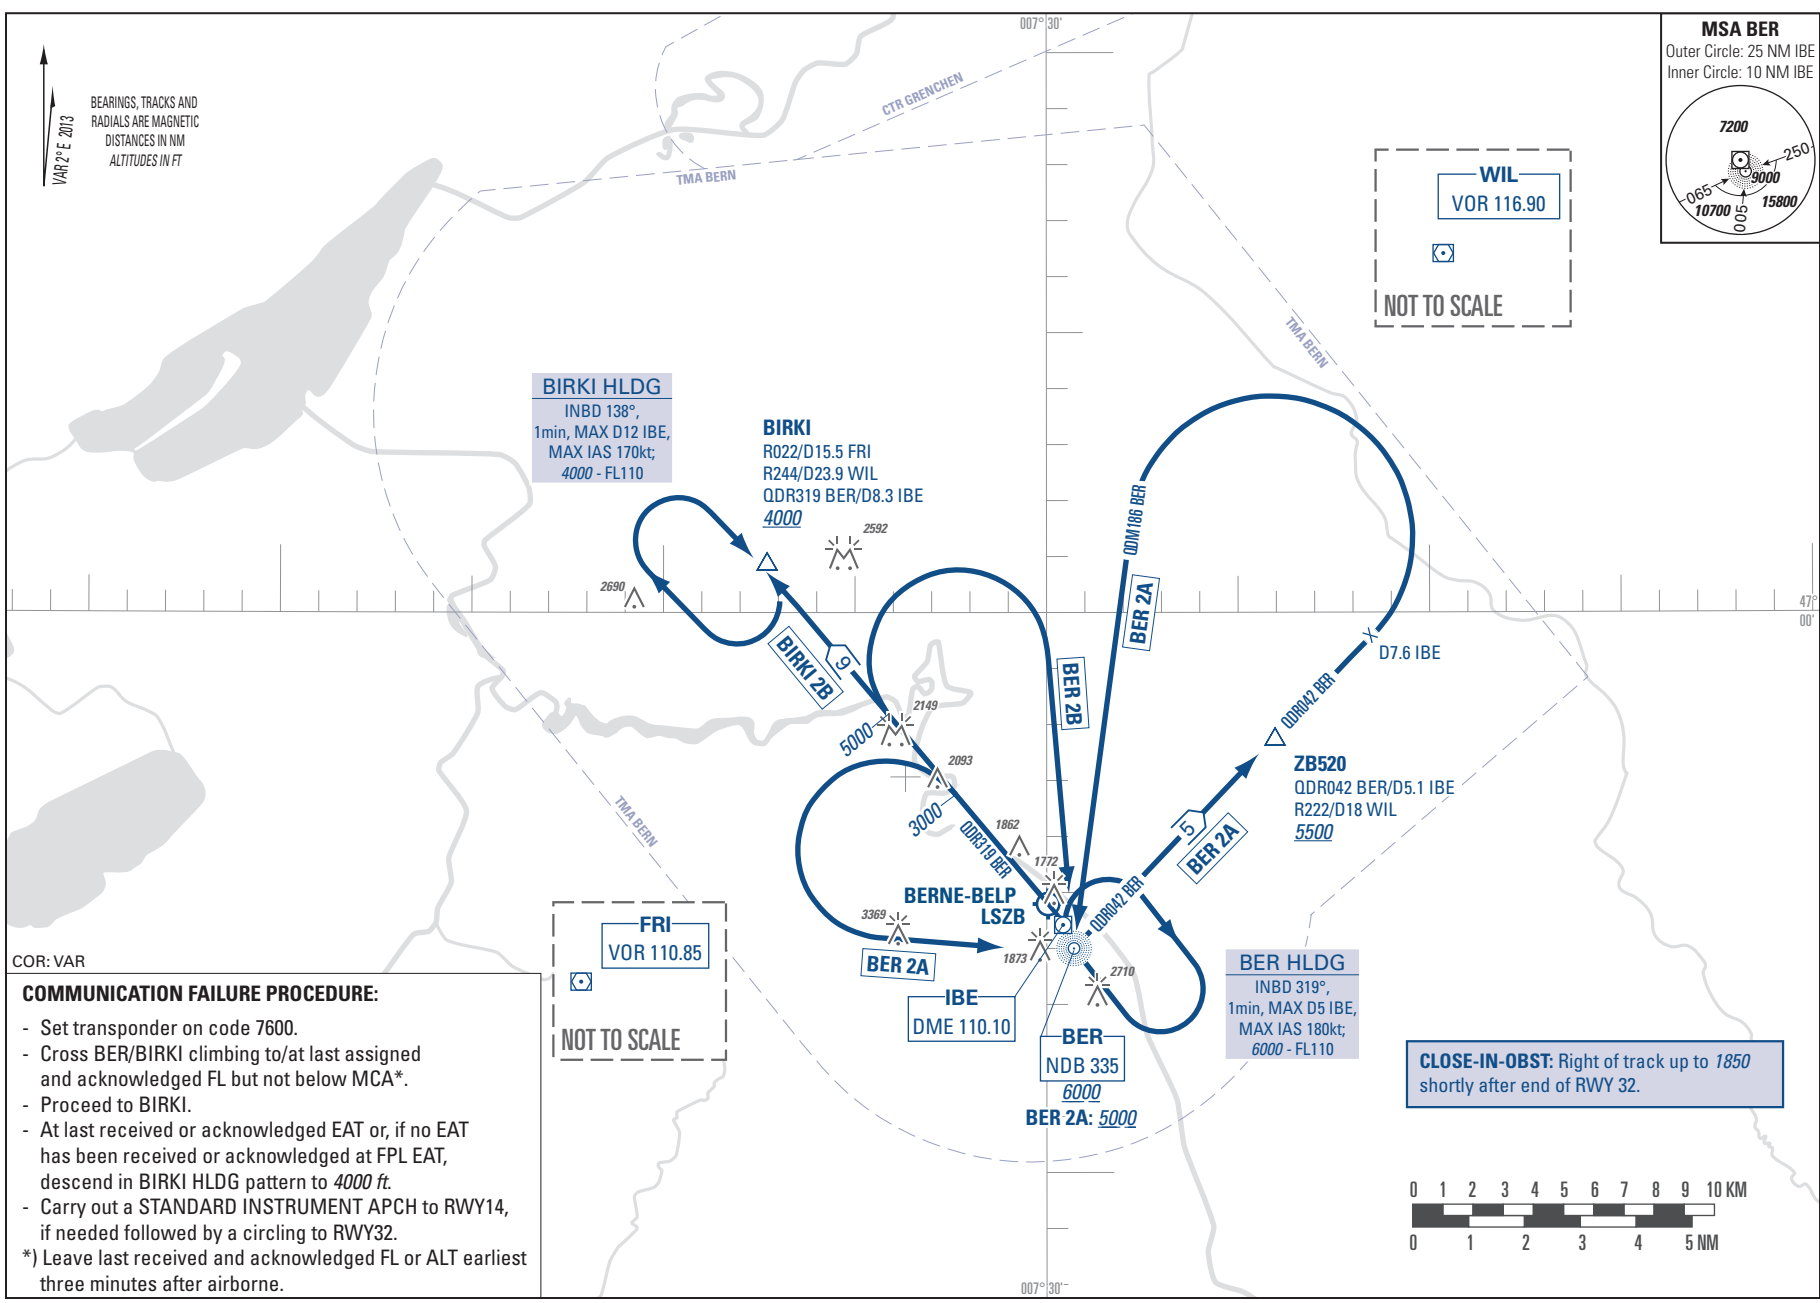 007° 30'
VAR 2° E 2013
BEARINGS, TRACKS AND
RADIALS ARE MAGNETIC
DISTANCES IN NM
ALTITUDES IN FT
CTR GRENCHEN
TMA BERN
MSA BER
Outer Circle: 25 NM IBE
Inner Circle: 10 NM IBE
7200
250
9000
065
10700
005
15800
WIL
VOR 116.90
NOT TO SCALE
TMA BERN
BIRKI HLDG
INBD 138°,
1min, MAX D12 IBE,
MAX IAS 170kt;
4000 - FL110
BIRKI
R022/D15.5 FRI
R244/D23.9 WIL
QDR319 BER/D8.3 IBE
4000
2592
2690
QDM186 BER
BER 2A
47°
00'
D7.6 IBE
9
BIRKI 2B
BER 2B
QDR042 BER
2149
5000
2093
3000
QDR319 BER
ZB520
QDR042 BER/D5.1 IBE
R222/D18 WIL
5500
5
BER 2A
TMA BERN
1862
1772
QDR042 BER
BERNE-BELP
LSZB
3369
BER 2A
1873
2710
FRI
VOR 110.85
NOT TO SCALE
IBE
DME 110.10
BER
NDB 335
6000
BER 2A: 5000
BER HLDG
INBD 319°,
1min, MAX D5 IBE,
MAX IAS 180kt;
6000 - FL110
CLOSE-IN-OBST: Right of track up to 1850
shortly after end of RWY 32.
COR: VAR
COMMUNICATION FAILURE PROCEDURE:
- Set transponder on code 7600.
- Cross BER/BIRKI climbing to/at last assigned
and acknowledged FL but not below MCA*.
- Proceed to BIRKI.
- At last received or acknowledged EAT or, if no EAT
has been received or acknowledged at FPL EAT,
descend in BIRKI HLDG pattern to 4000 ft.
- Carry out a STANDARD INSTRUMENT APCH to RWY14,
if needed followed by a circling to RWY32.
*) Leave last received and acknowledged FL or ALT earliest
three minutes after airborne.
0 1 2 3 4 5 6 7 8 9 10 KM
0 1 2 3 4 5 NM
007° 30'